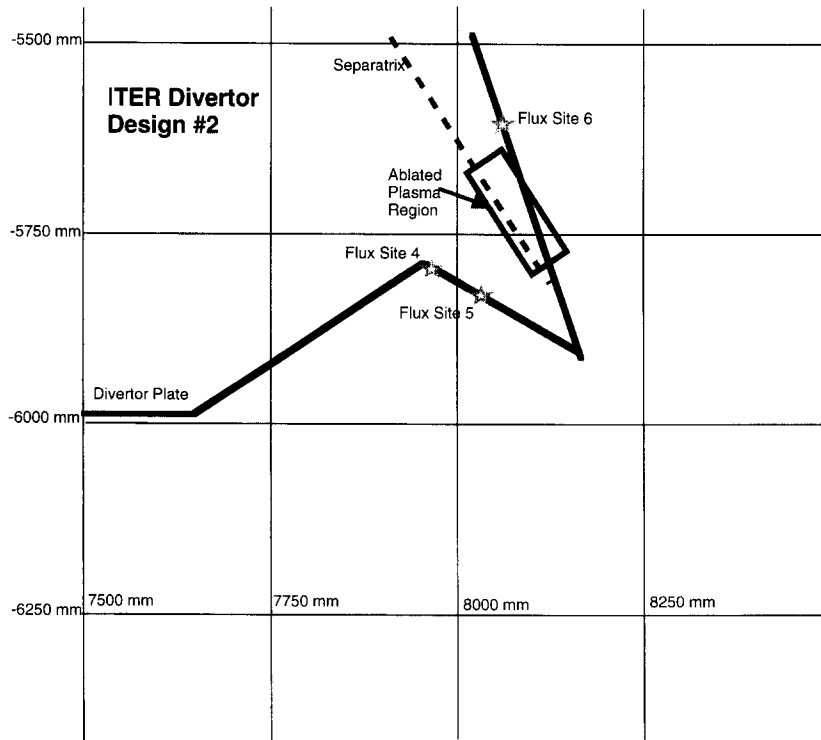 -5500 mm
Separatrix
ITER Divertor
Design #2
Flux Site 6
Ablated
Plasma
Region
-5750 mm
Flux Site 4
Flux Site 5
Divertor Plate
-6000 mm
7500 mm
7750 mm
8000 mm
8250 mm
-6250 mm